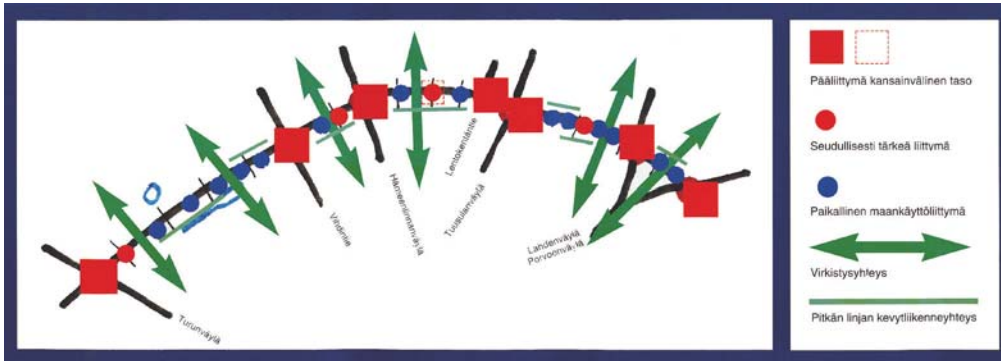 Turunväylä
Vihdintie
Hämeenlinnanväylä
Lentokentäntie
Tuusulanväylä
Lahdenväylä
Porvoonväylä
Pääliittymä kansainvälinen taso
Seudullisesti tärkeä liittymä
Paikallinen maankäyttöliittymä
Virkistysyhteys
Pitkän linjan kevytliikenneyhteys